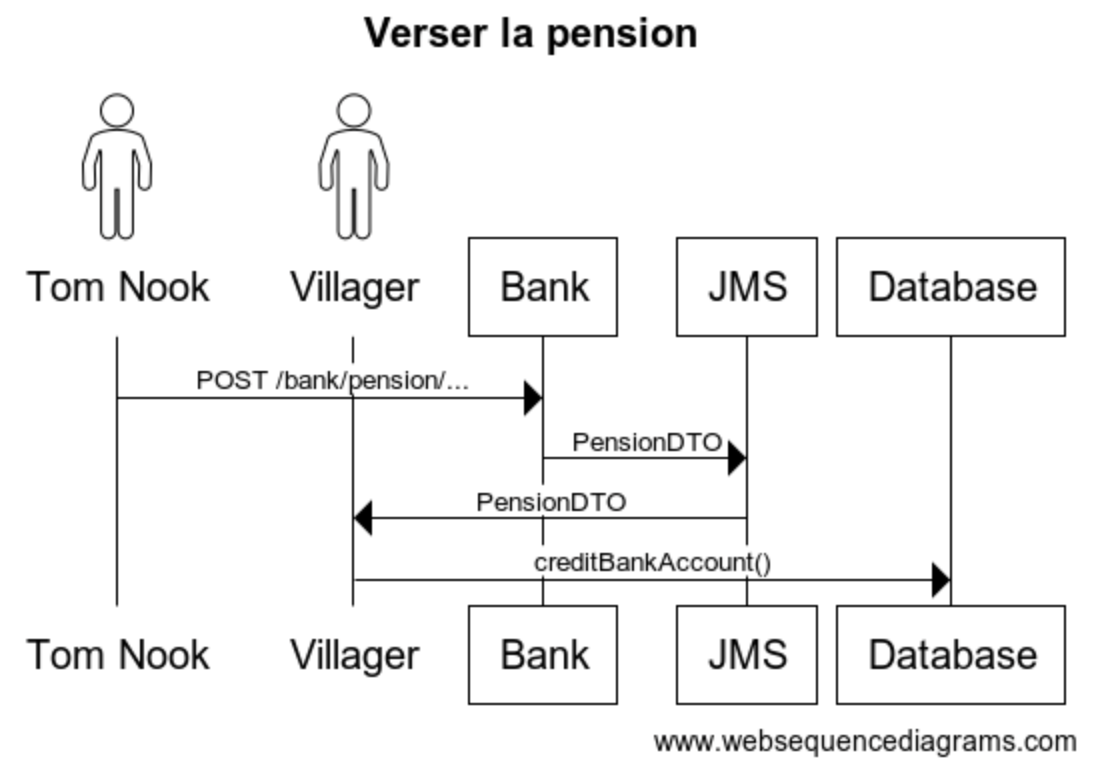 Verser la pension
Tom Nook Villager Bank JMS Database
POST /bank/pension/...
PensionDTO
PensionDTO
creditBankAccount()
Tom Nook Villager Bank JMS Database
www.websequencediagrams.com